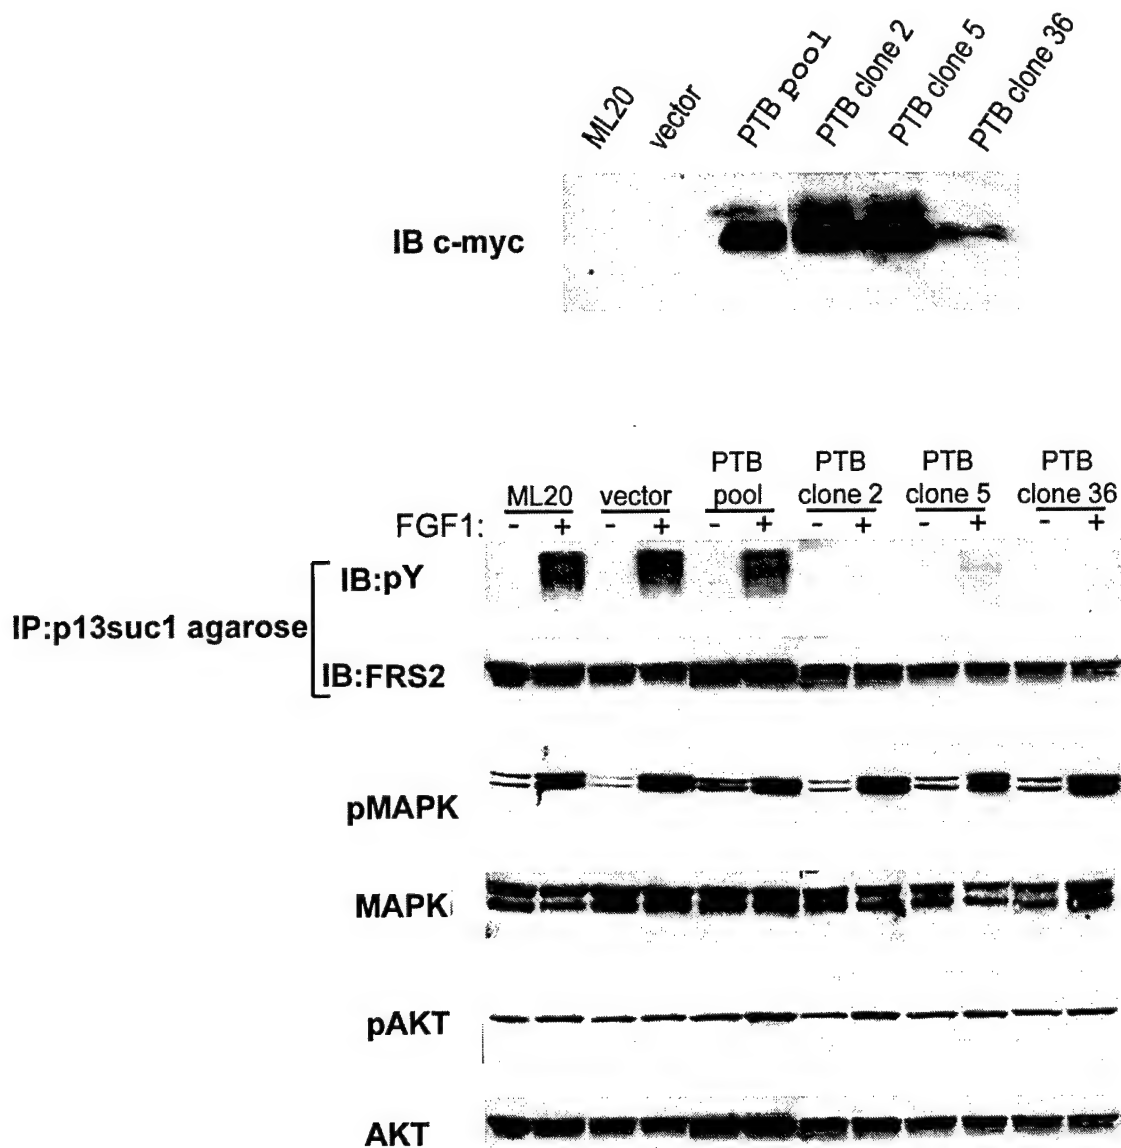 ML20 vector PTB pool PTB clone 2 PTB clone 5 PTB clone 36
IB c-myc
PTB PTB PTB PTB
ML20 vector pool clone 2 clone 5 clone 36
FGF1: - + - + - + - + - + - +
IB:pY
IP:p13suc1 agarose
IB:FRS2
pMAPK
MAPK
pAKT
AKT